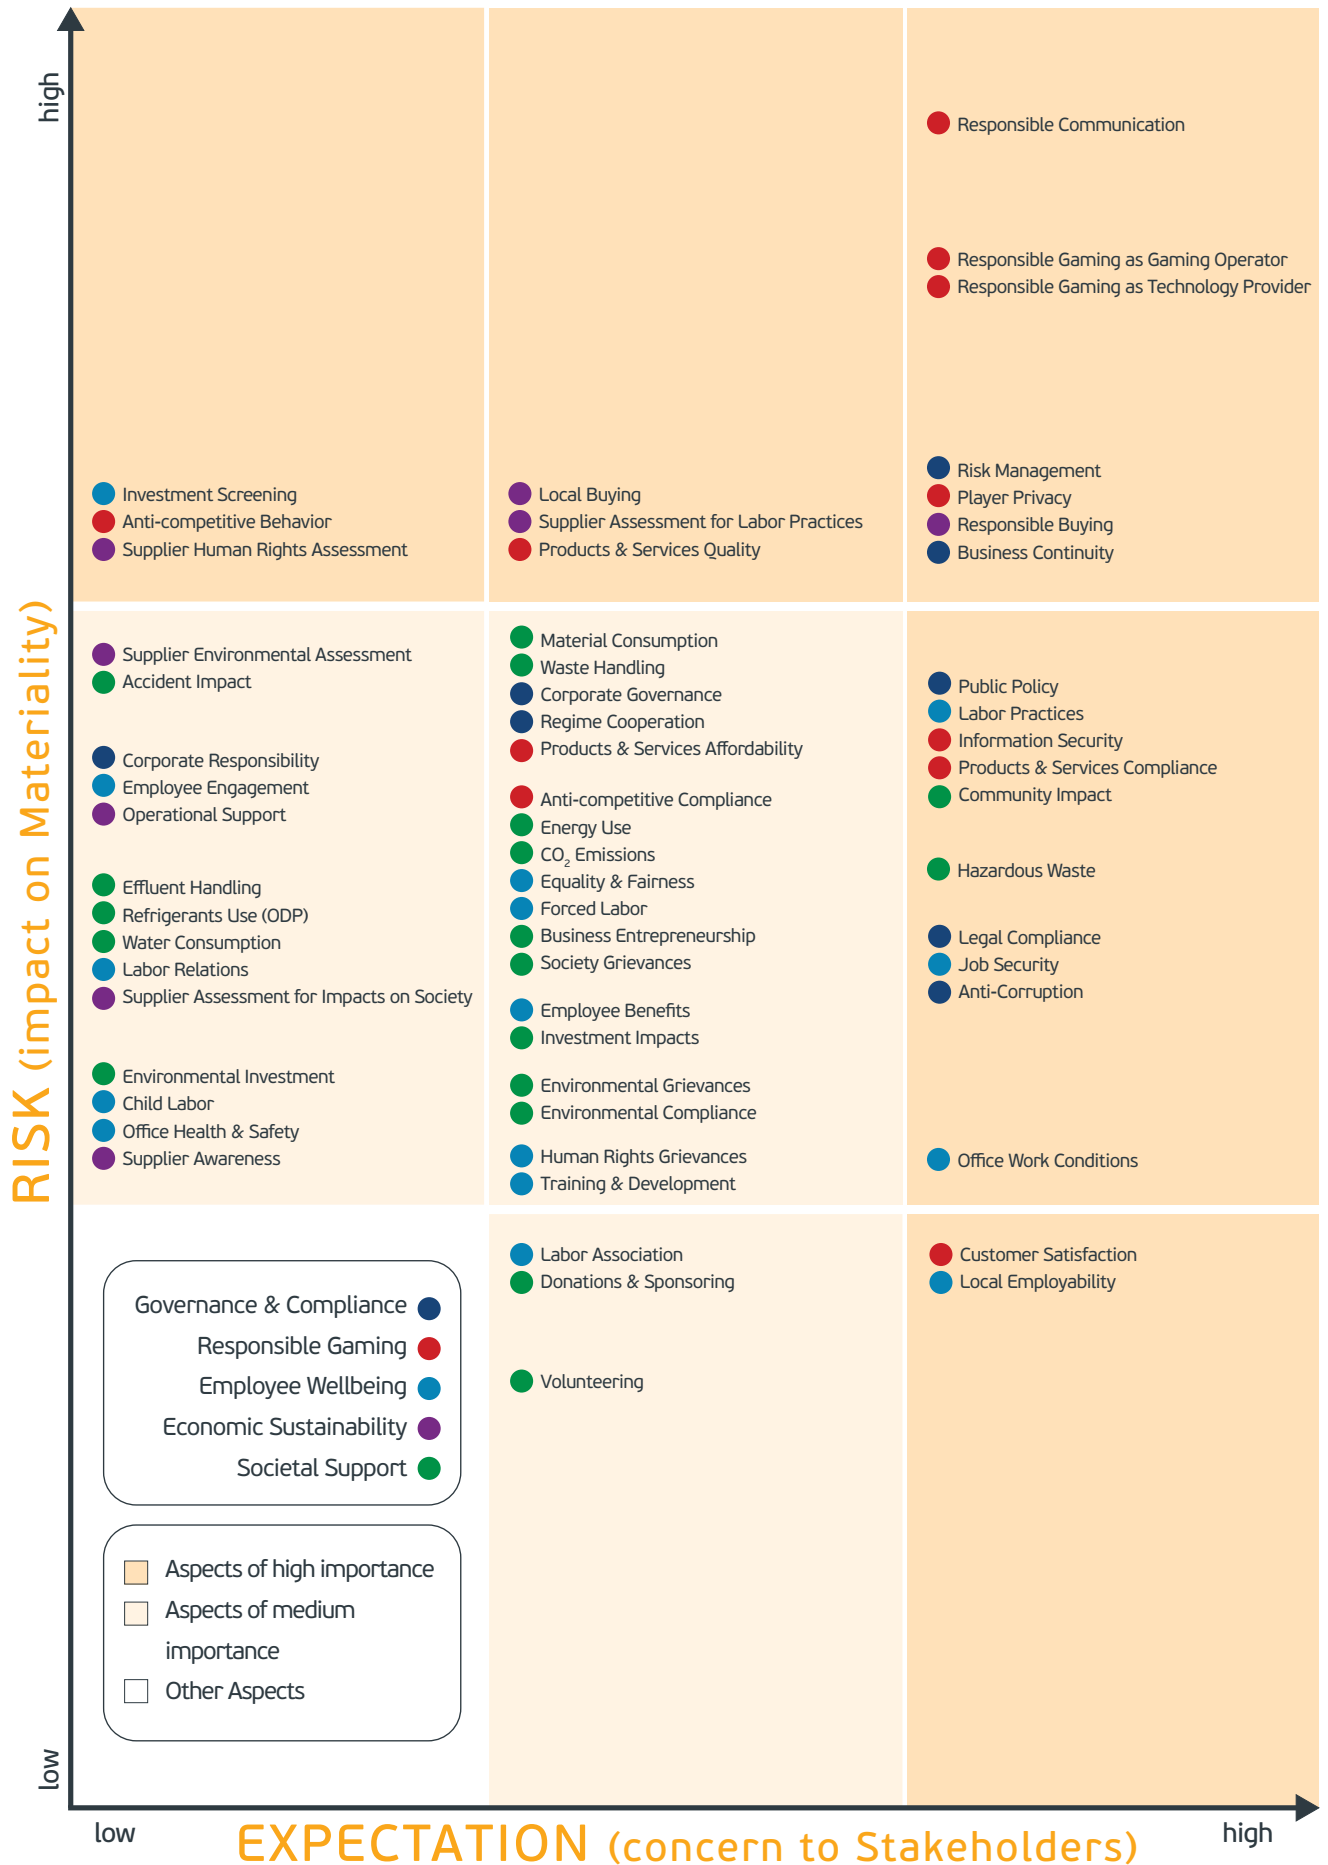 high
RISK (impact on Materiality)
low
Investment Screening
Anti-competitive Behavior
Supplier Human Rights Assessment
Local Buying
Supplier Assessment for Labor Practices
Products & Services Quality
Responsible Communication
Responsible Gaming as Gaming Operator
Responsible Gaming as Technology Provider
Risk Management
Player Privacy
Responsible Buying
Business Continuity
Supplier Environmental Assessment
Accident Impact
Corporate Responsibility
Employee Engagement
Operational Support
Effluent Handling
Refrigerants Use (ODP)
Water Consumption
Labor Relations
Supplier Assessment for Impacts on Society
Environmental Investment
Child Labor
Office Health & Safety
Supplier Awareness
Material Consumption
Waste Handling
Corporate Governance
Regime Cooperation
Products & Services Affordability
Anti-competitive Compliance
Energy Use
CO₂ Emissions
Equality & Fairness
Forced Labor
Business Entrepreneurship
Society Grievances
Employee Benefits
Investment Impacts
Environmental Grievances
Environmental Compliance
Human Rights Grievances
Training & Development
Public Policy
Labor Practices
Information Security
Products & Services Compliance
Community Impact
Hazardous Waste
Legal Compliance
Job Security
Anti-Corruption
Office Work Conditions
Governance & Compliance
Responsible Gaming
Employee Wellbeing
Economic Sustainability
Societal Support
Aspects of high importance
Aspects of medium
importance
Other Aspects
Labor Association
Donations & Sponsoring
Volunteering
Customer Satisfaction
Local Employability
low
EXPECTATION (concern to Stakeholders)
high